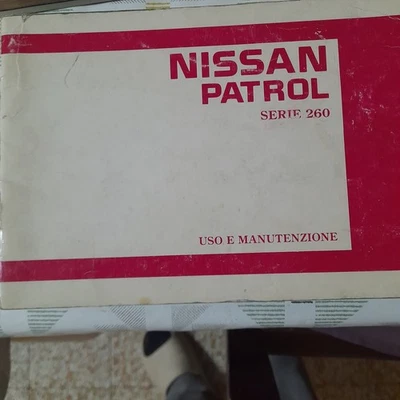 NISSAN
PATROL
SERIE 260
USO E MANUTENZIONE